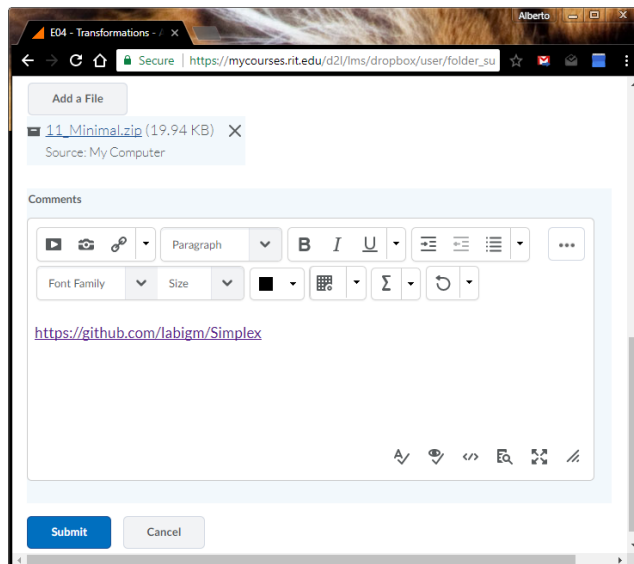 Alberto
E04 - Transformations - A
Secure | https://mycourses.rit.edu/d2l/lms/dropbox/user/folder_su
Add a File
11_Minimal.zip (19.94 KB)
Source: My Computer
Comments
Paragraph B I U
Font Family Size Σ
https://github.com/labigm/Simplex
Submit Cancel